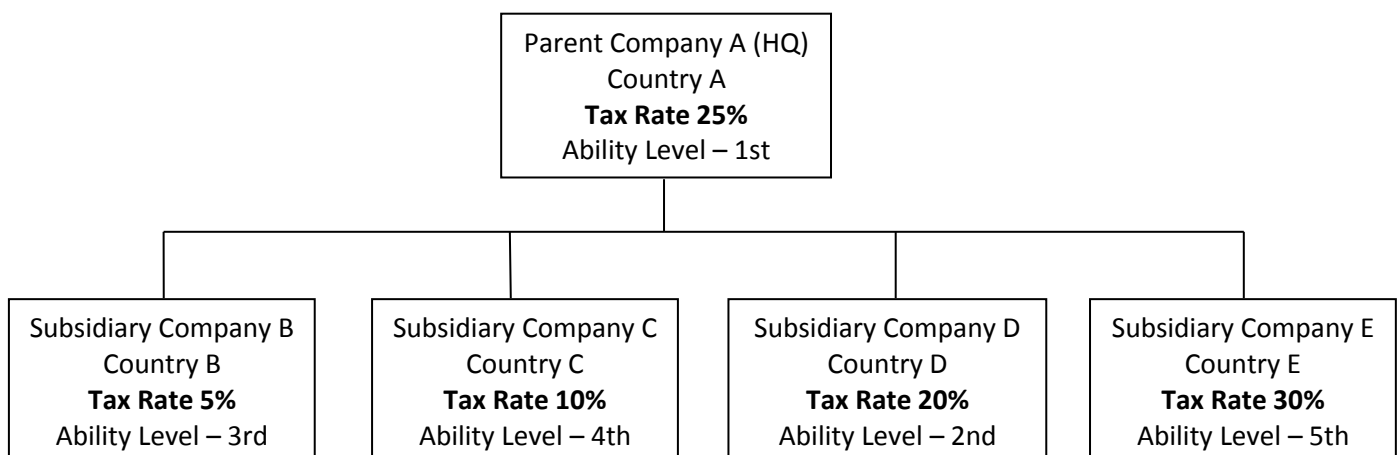 Parent Company A (HQ)
Country A
Tax Rate 25%
Ability Level – 1st
Subsidiary Company B
Country B
Tax Rate 5%
Ability Level – 3rd
Subsidiary Company C
Country C
Tax Rate 10%
Ability Level – 4th
Subsidiary Company D
Country D
Tax Rate 20%
Ability Level – 2nd
Subsidiary Company E
Country E
Tax Rate 30%
Ability Level – 5th